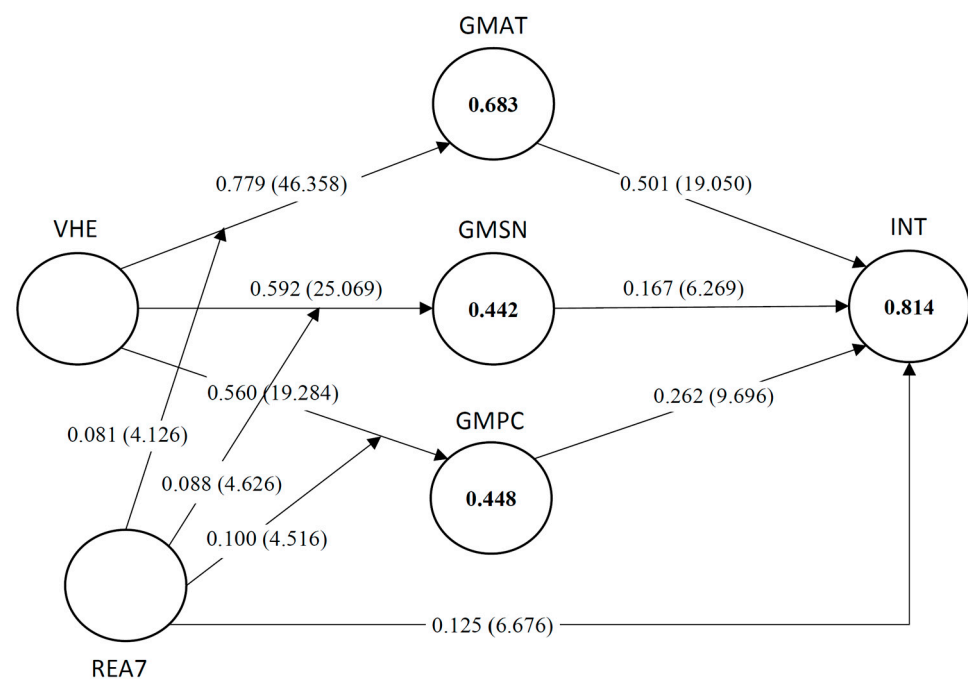 GMAT
0.683
0.779 (46.358)
0.501 (19.050)
VHE
GMSN
INT
0.592 (25.069)
0.167 (6.269)
0.442
0.814
0.560 (19.284)
0.262 (9.696)
0.081 (4.126)
GMPC
0.088 (4.626)
0.448
0.100 (4.516)
0.125 (6.676)
REA7